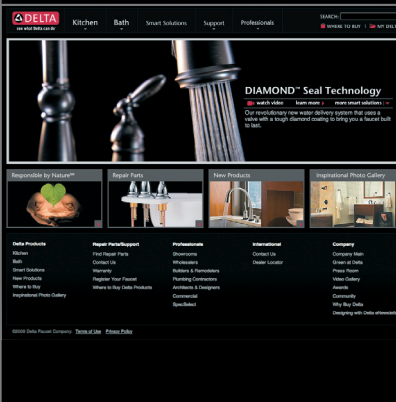 DELTA
see what Delta can do
Kitchen
Bath
Smart Solutions
Support
Professionals
SEARCH:
WHERE TO BUY | MY DEL
DIAMOND™ Seal Technology
watch video learn more more smart solutions
Our revolutionary new water delivery system that uses a
valve with a tough diamond coating to bring you a faucet built
to last.
Responsible by Nature™
Repair Parts
New Products
Inspirational Photo Gallery
Delta Products
Kitchen
Bath
Smart Solutions
New Products
Where to Buy
Inspirational Photo Gallery
Repair Parts/Support
Find Repair Parts
Contact Us
Warranty
Register Your Faucet
Where to Buy Delta Products
Professionals
Showrooms
Wholesalers
Builders & Remodelers
Plumbing Contractors
Architects & Designers
Commercial
SpecSelect
International
Contact Us
Dealer Locator
Company
Company Main
Green at Delta
Press Room
Video Gallery
Awards
Community
Why Buy Delta
Designing with Delta eNewslett
©2009 Delta Faucet Company. Terms of Use Privacy Policy